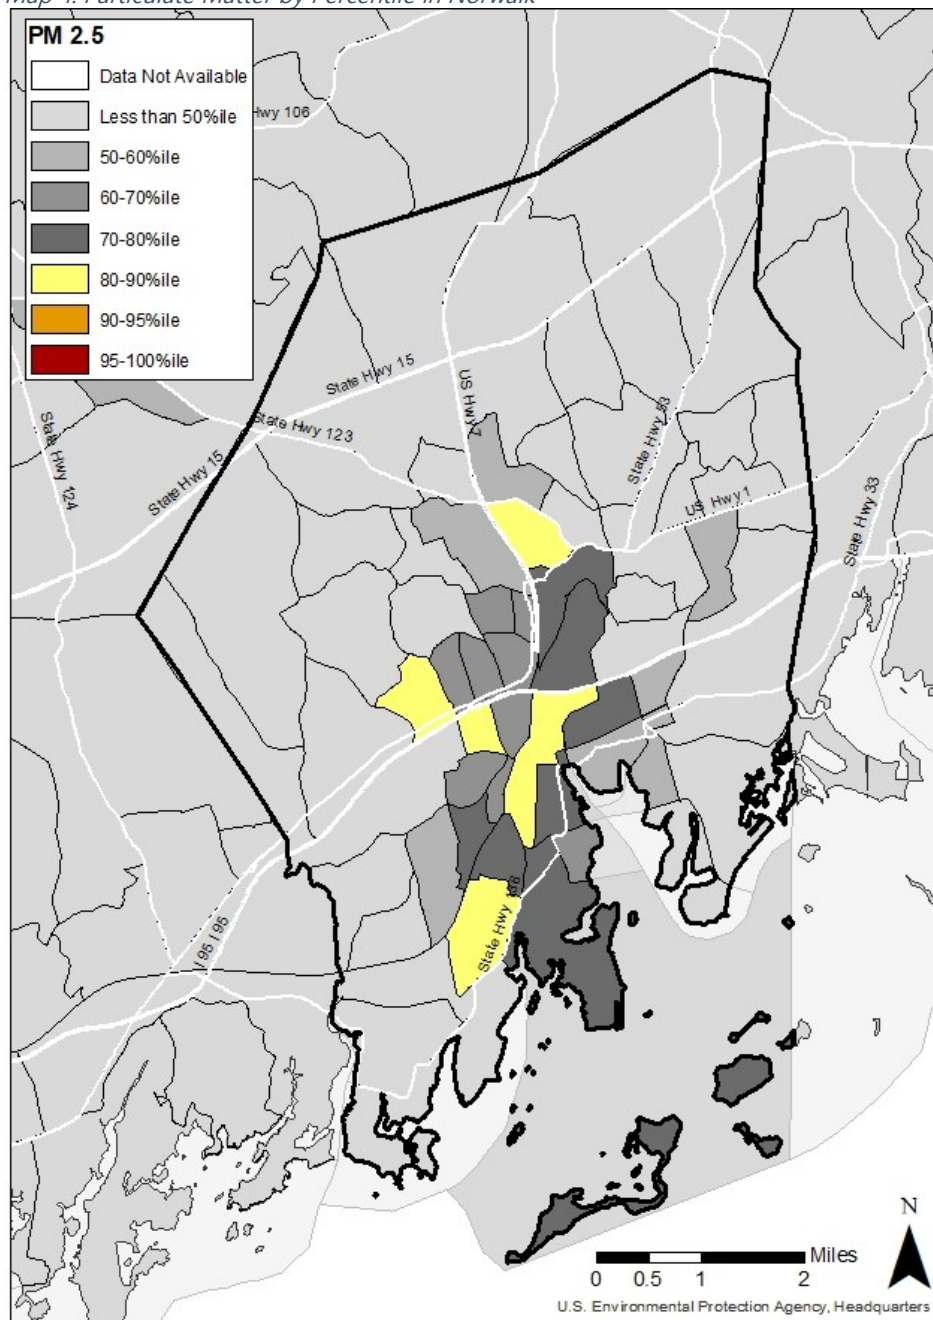 Map 4: Particulate Matter by Percentile in Norwalk
PM 2.5
Data Not Available
Less than 50%ile
50-60%ile
60-70%ile
70-80%ile
80-90%ile
90-95%ile
95-100%ile
Hwy 106
State Hwy 15
US Hwy 7
State Hwy 53
State Hwy 123
State Hwy 124
State Hwy 15
US Hwy 1
State Hwy 33
State Hwy 136
I 95 I 95
N
Miles
0 0.5 1 2
U.S. Environmental Protection Agency, Headquarters